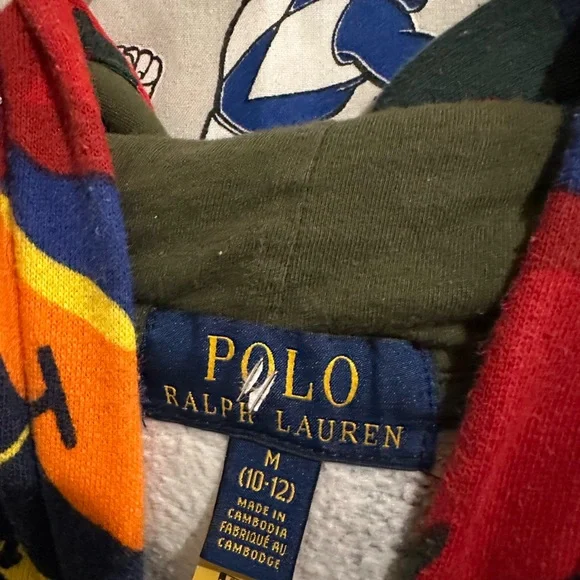 POLO
RALPH LAUREN
M
(10-12)
MADE IN
CAMBODIA
FABRIQUÉ AU
CAMBODGE